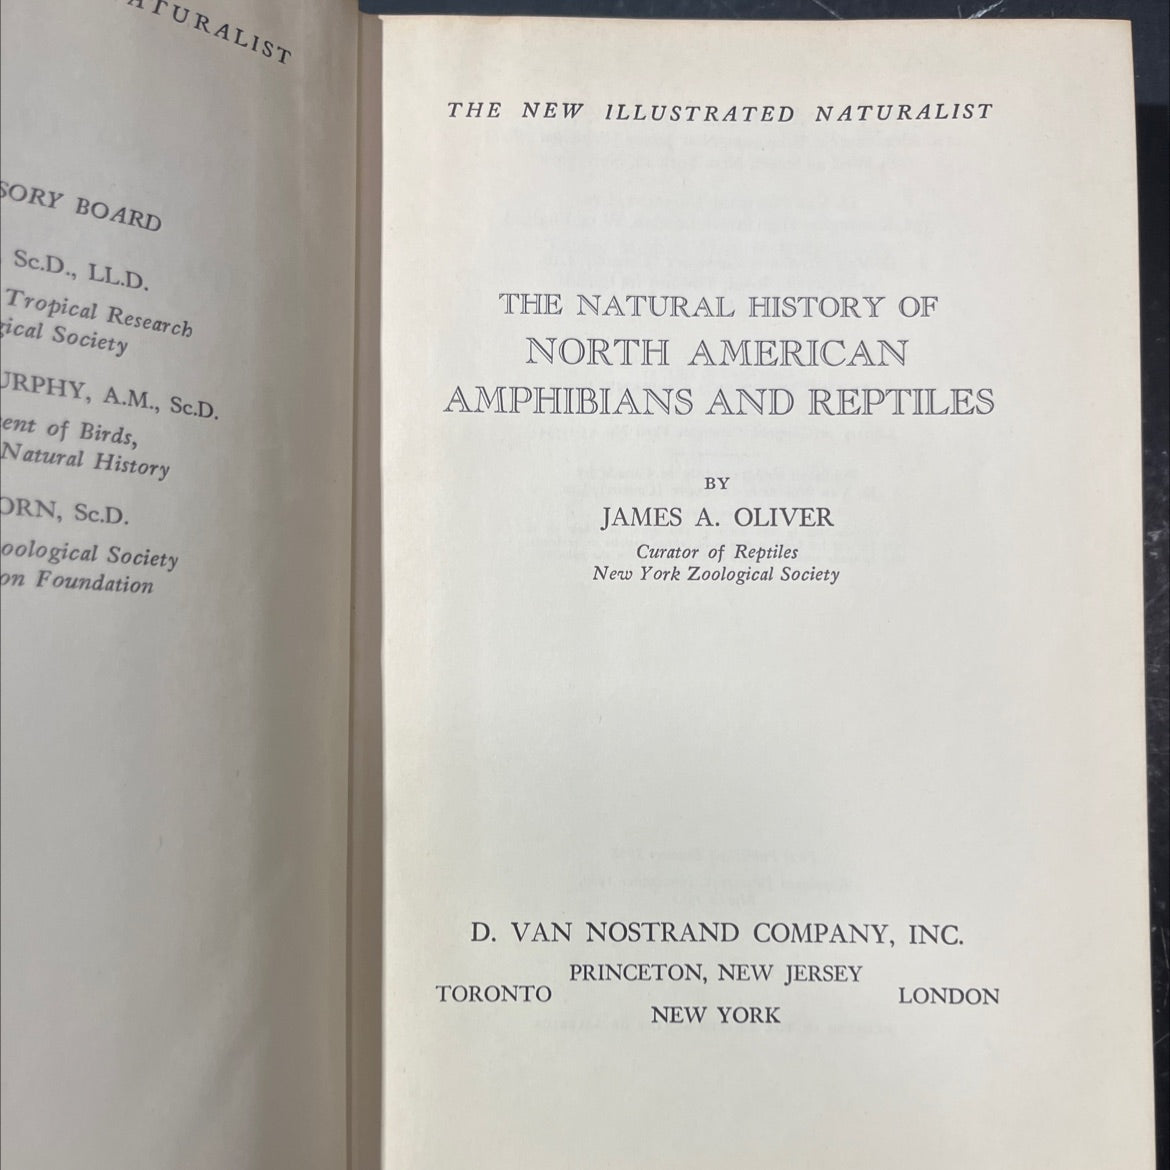 NATURALIST
SORY BOARD
Sc.D., LL.D.
Tropical Research
gical Society
URPHY, A.M., Sc.D.
ent of Birds,
Natural History
ORN, Sc.D.
oological Society
on Foundation
THE NEW ILLUSTRATED NATURALIST
THE NATURAL HISTORY OF
NORTH AMERICAN
AMPHIBIANS AND REPTILES
BY
JAMES A. OLIVER
Curator of Reptiles
New York Zoological Society
D. VAN NOSTRAND COMPANY, INC.
PRINCETON, NEW JERSEY
TORONTO LONDON
NEW YORK